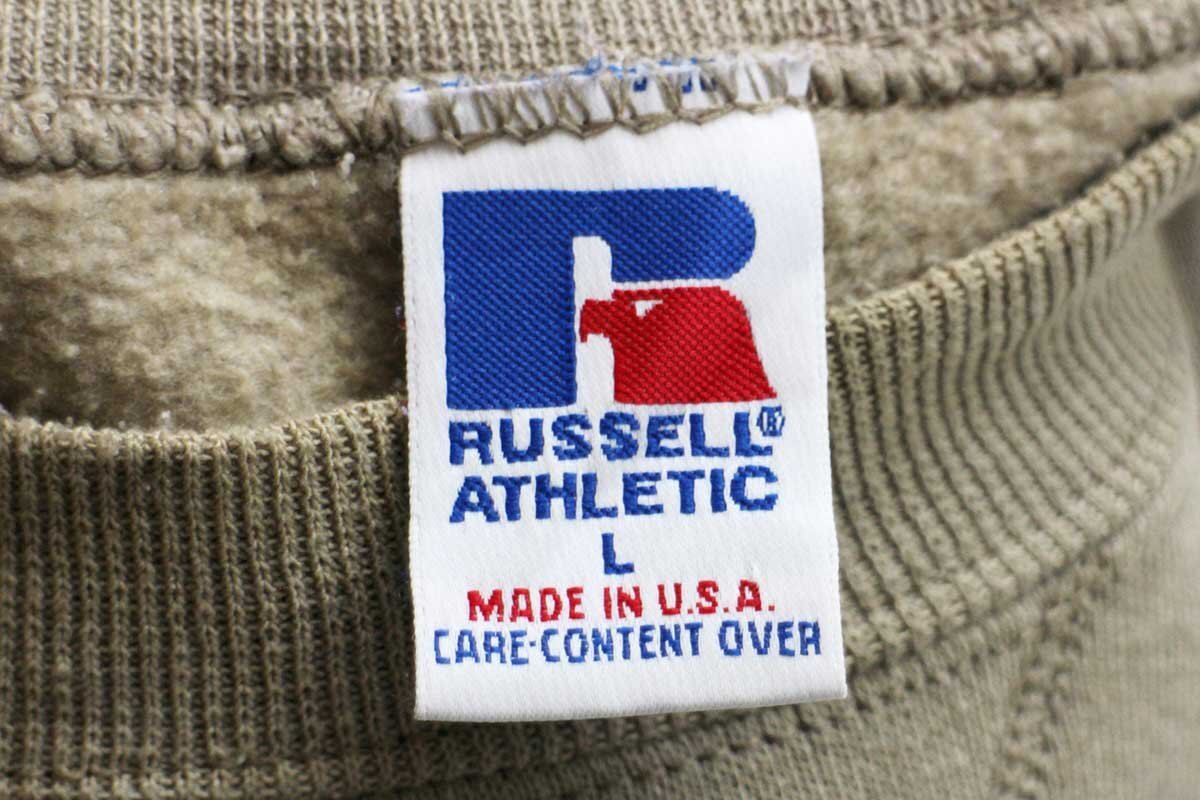 RUSSELL®
ATHLETIC
L
MADE IN U.S.A.
CARE-CONTENT OVER